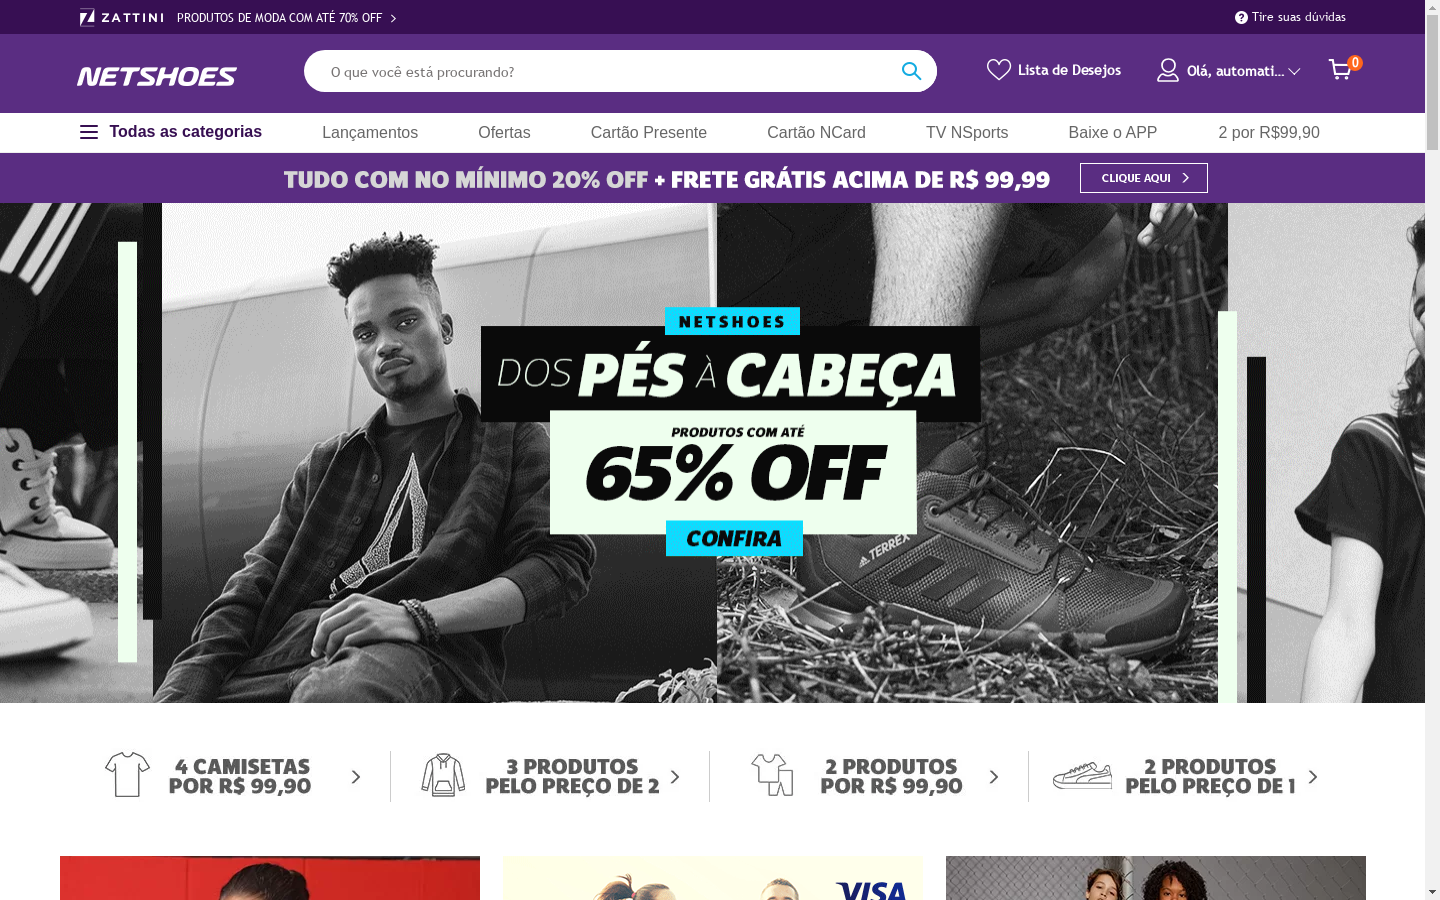 ZATTINI PRODUTOS DE MODA COM ATÉ 70% OFF
Tire suas dúvidas
NETSHOES
O que você está procurando?
Lista de Desejos
Olá, automati...
0
Todas as categorias
Lançamentos
Ofertas
Cartão Presente
Cartão NCard
TV NSports
Baixe o APP
2 por R$99,90
TUDO COM NO MÍNIMO 20% OFF + FRETE GRÁTIS ACIMA DE R$ 99,99
CLIQUE AQUI
NETSHOES
DOS PÉS À CABEÇA
PRODUTOS COM ATÉ
65% OFF
CONFIRA
TERREX
4 CAMISETAS
POR R$ 99,90
3 PRODUTOS
PELO PREÇO DE 2
2 PRODUTOS
POR R$ 99,90
2 PRODUTOS
PELO PREÇO DE 1
VISA